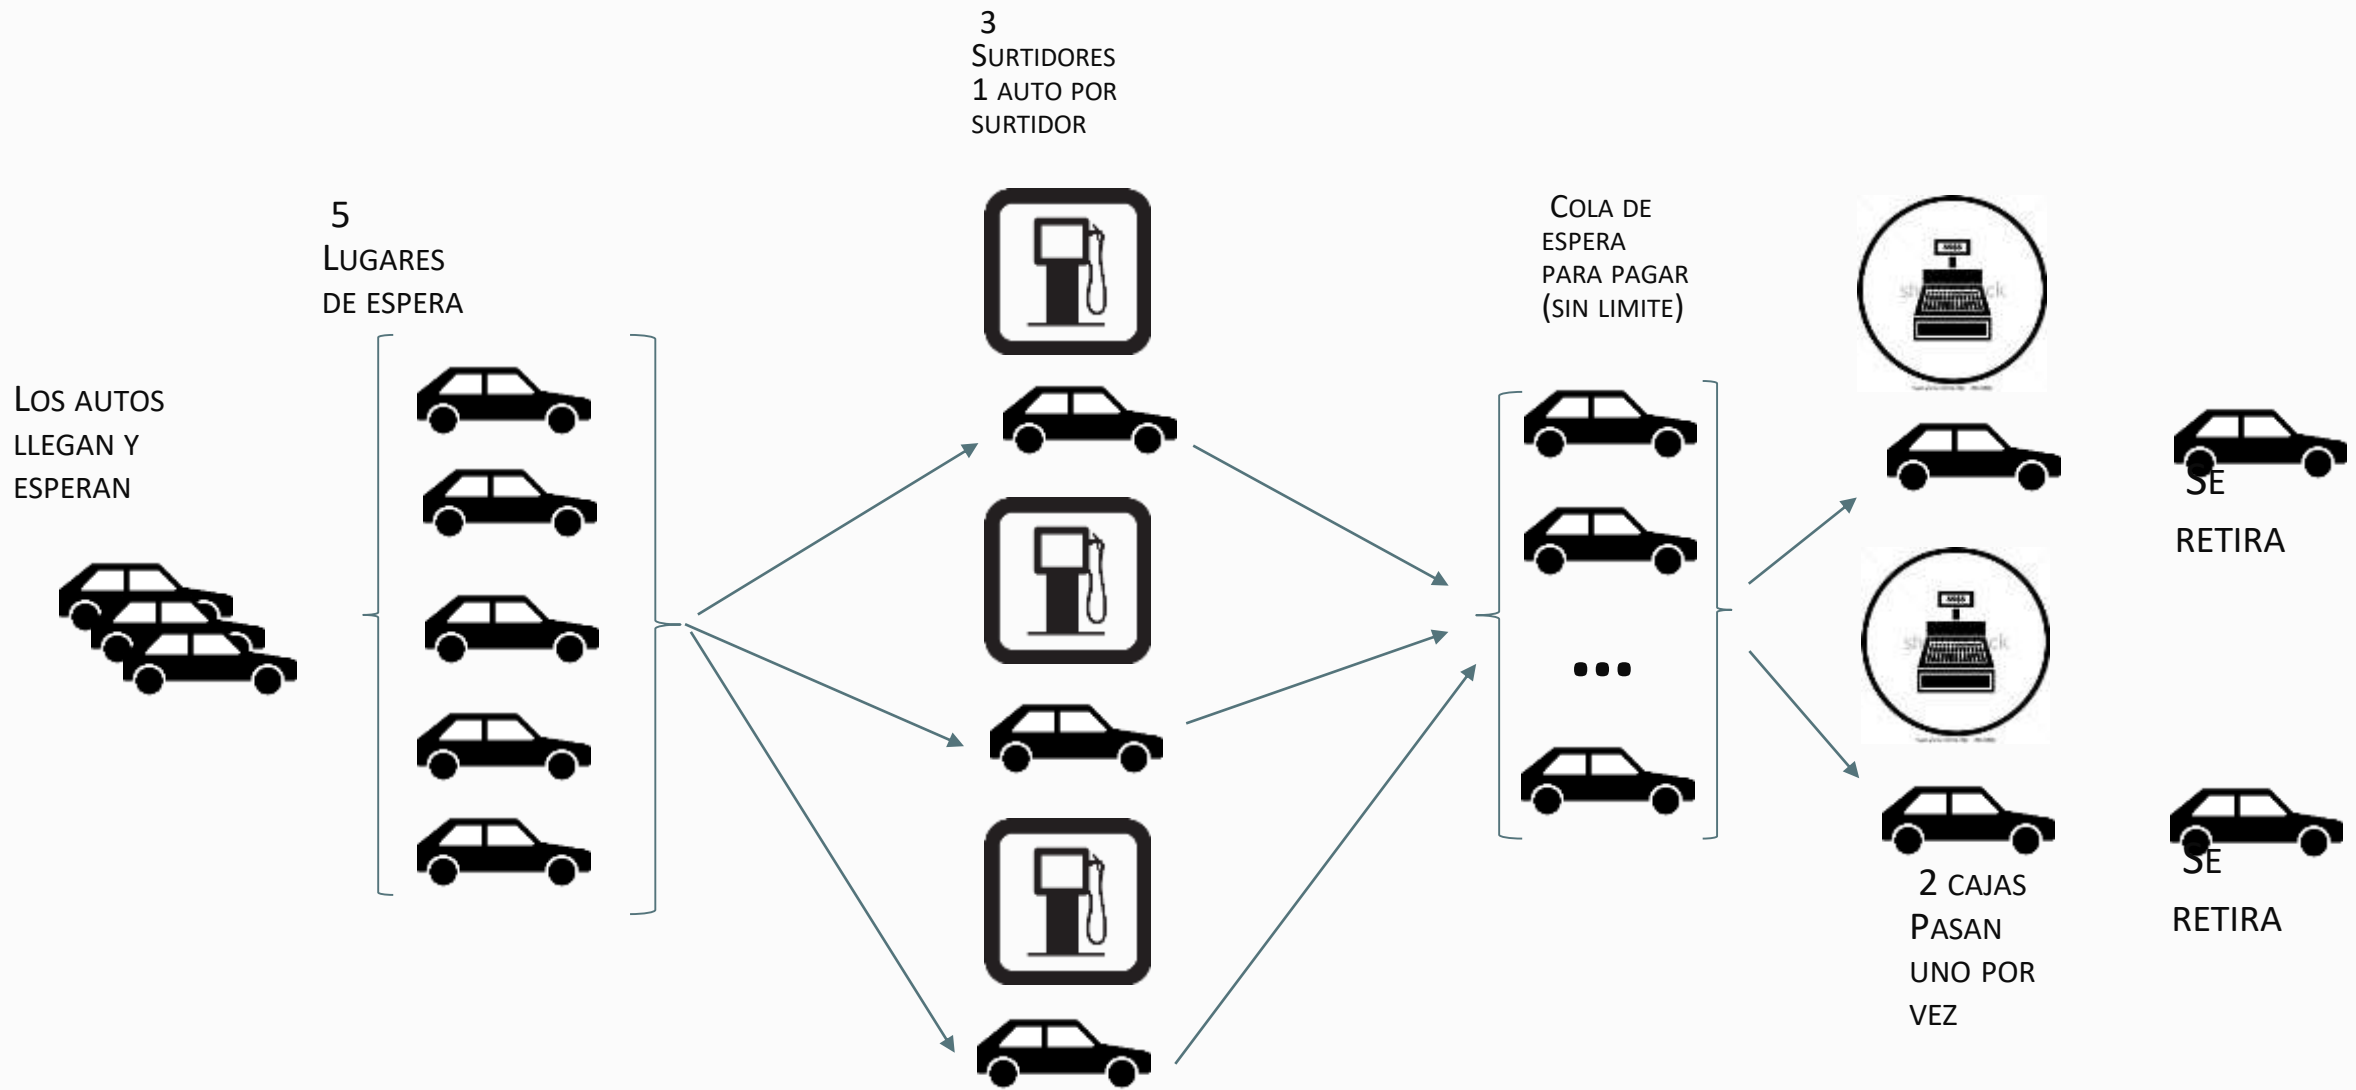 3
Surtidores
1 auto por
surtidor
5
Lugares
de espera
Los autos
llegan y
esperan
Cola de
espera
para pagar
(sin limite)
Se
retira
2 cajas
Pasan
uno por
vez
Se
retira